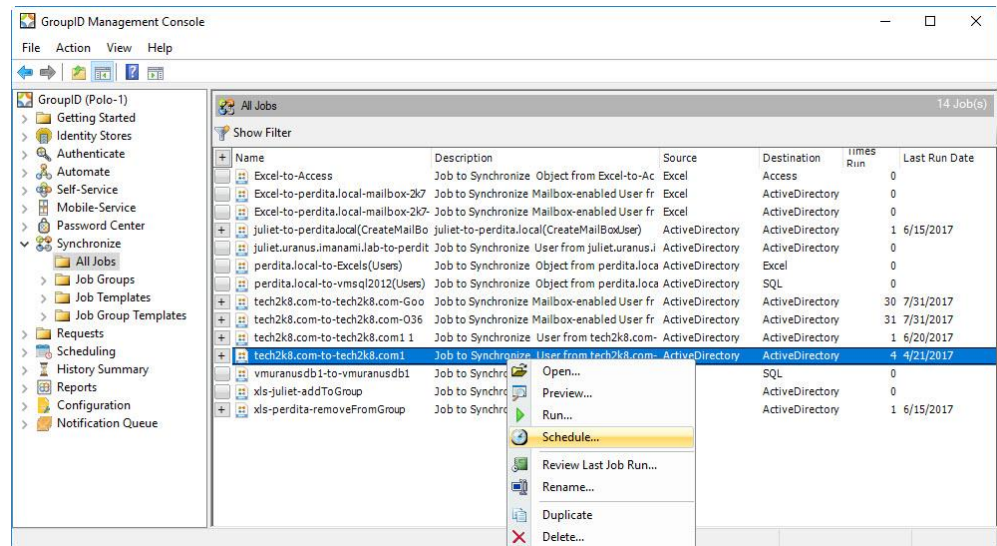 GroupID Management Console
File Action View Help
GroupID (Polo-1)
Getting Started
Identity Stores
Authenticate
Automate
Self-Service
Mobile-Service
Password Center
Synchronize
All Jobs
Job Groups
Job Templates
Job Group Templates
Requests
Scheduling
History Summary
Reports
Configuration
Notification Queue
All Jobs 14 Job(s)
Show Filter
Name Description Source Destination Times Run Last Run Date
Excel-to-Access Job to Synchronize Object from Excel-to-Ac Excel Access 0
Excel-to-perdita.local-mailbox-2k7 Job to Synchronize Mailbox-enabled User fr Excel ActiveDirectory 0
Excel-to-perdita.local-mailbox-2k7- Job to Synchronize Mailbox-enabled User fr Excel ActiveDirectory 0
juliet-to-perdita.local(CreateMailBo juliet-to-perdita.local(CreateMailBoxUser) ActiveDirectory ActiveDirectory 1 6/15/2017
juliet.uranus.imanami.lab-to-perdit Job to Synchronize User from juliet.uranus.i ActiveDirectory ActiveDirectory 0
perdita.local-to-Excels(Users) Job to Synchronize Object from perdita.loca ActiveDirectory Excel 0
perdita.local-to-vmsql2012(Users) Job to Synchronize Object from perdita.loca ActiveDirectory SQL 0
tech2k8.com-to-tech2k8.com-Goo Job to Synchronize Mailbox-enabled User fr ActiveDirectory ActiveDirectory 30 7/31/2017
tech2k8.com-to-tech2k8.com-O36 Job to Synchronize Mailbox-enabled User fr ActiveDirectory ActiveDirectory 31 7/31/2017
tech2k8.com-to-tech2k8.com1 1 Job to Synchronize User from tech2k8.com- ActiveDirectory ActiveDirectory 1 6/20/2017
tech2k8.com-to-tech2k8.com1 Job to Synchronize User from tech2k8.com- ActiveDirectory ActiveDirectory 4 4/21/2017
vmuranusdb1-to-vmuranusdb1 Job to Synchro SQL 0
xls-juliet-addToGroup Job to Synchro ActiveDirectory 0
xls-perdita-removeFromGroup Job to Synchro ActiveDirectory 1 6/15/2017
Open...
Preview...
Run...
Schedule...
Review Last Job Run...
Rename...
Duplicate
Delete...